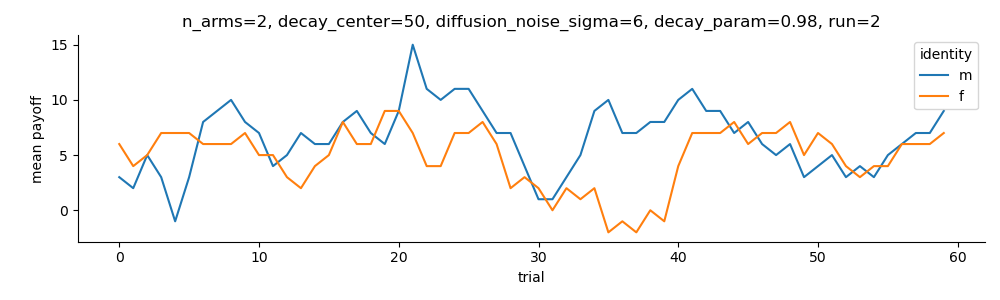 n_arms=2, decay_center=50, diffusion_noise_sigma=6, decay_param=0.98, run=2
identity
m
f
mean payoff
15
10
5
0
0 10 20 30 40 50 60
trial